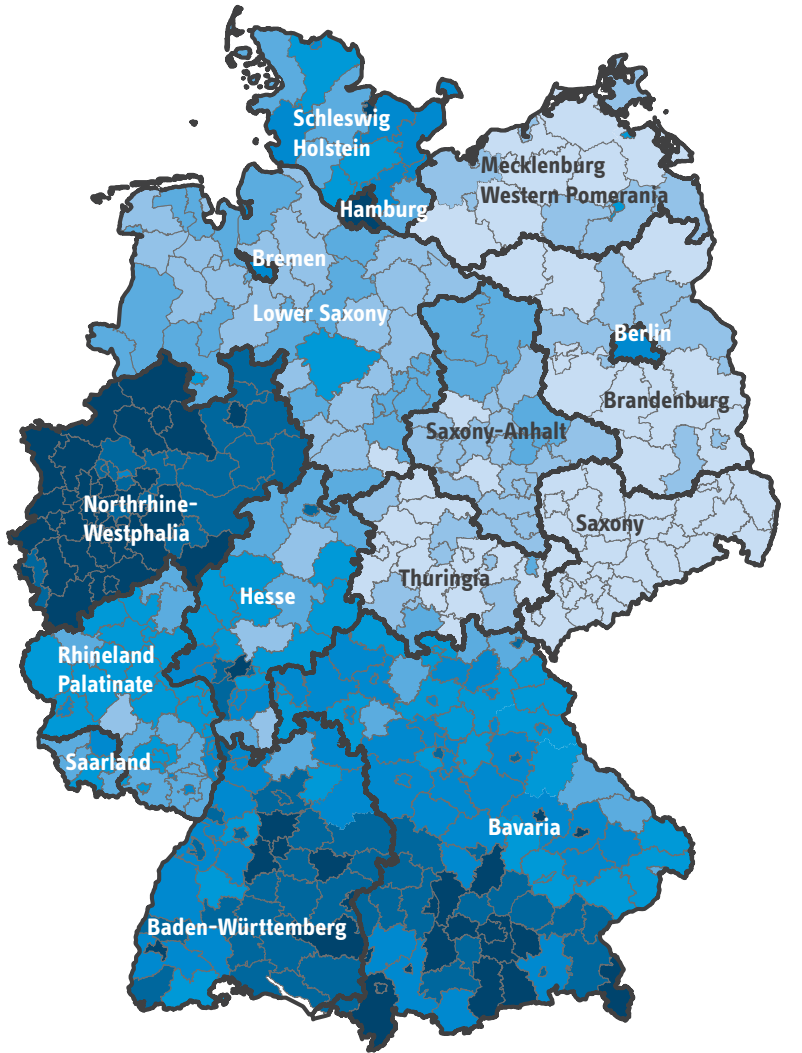 Schleswig
Holstein
Mecklenburg
Western Pomerania
Hamburg
Bremen
Lower Saxony
Berlin
Brandenburg
Saxony-Anhalt
Northrhine-
Westphalia
Saxony
Thuringia
Hesse
Rhineland
Palatinate
Saarland
Bavaria
Baden-Württemberg